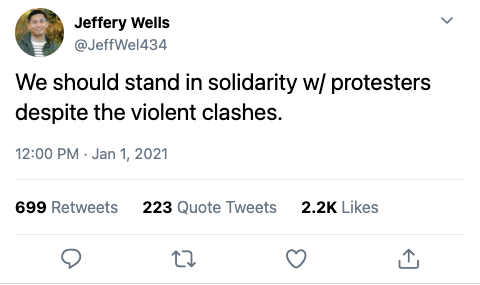 Jeffery Wells
@JeffWel434
We should stand in solidarity w/ protesters
despite the violent clashes.
12:00 PM · Jan 1, 2021
699 Retweets 223 Quote Tweets 2.2K Likes